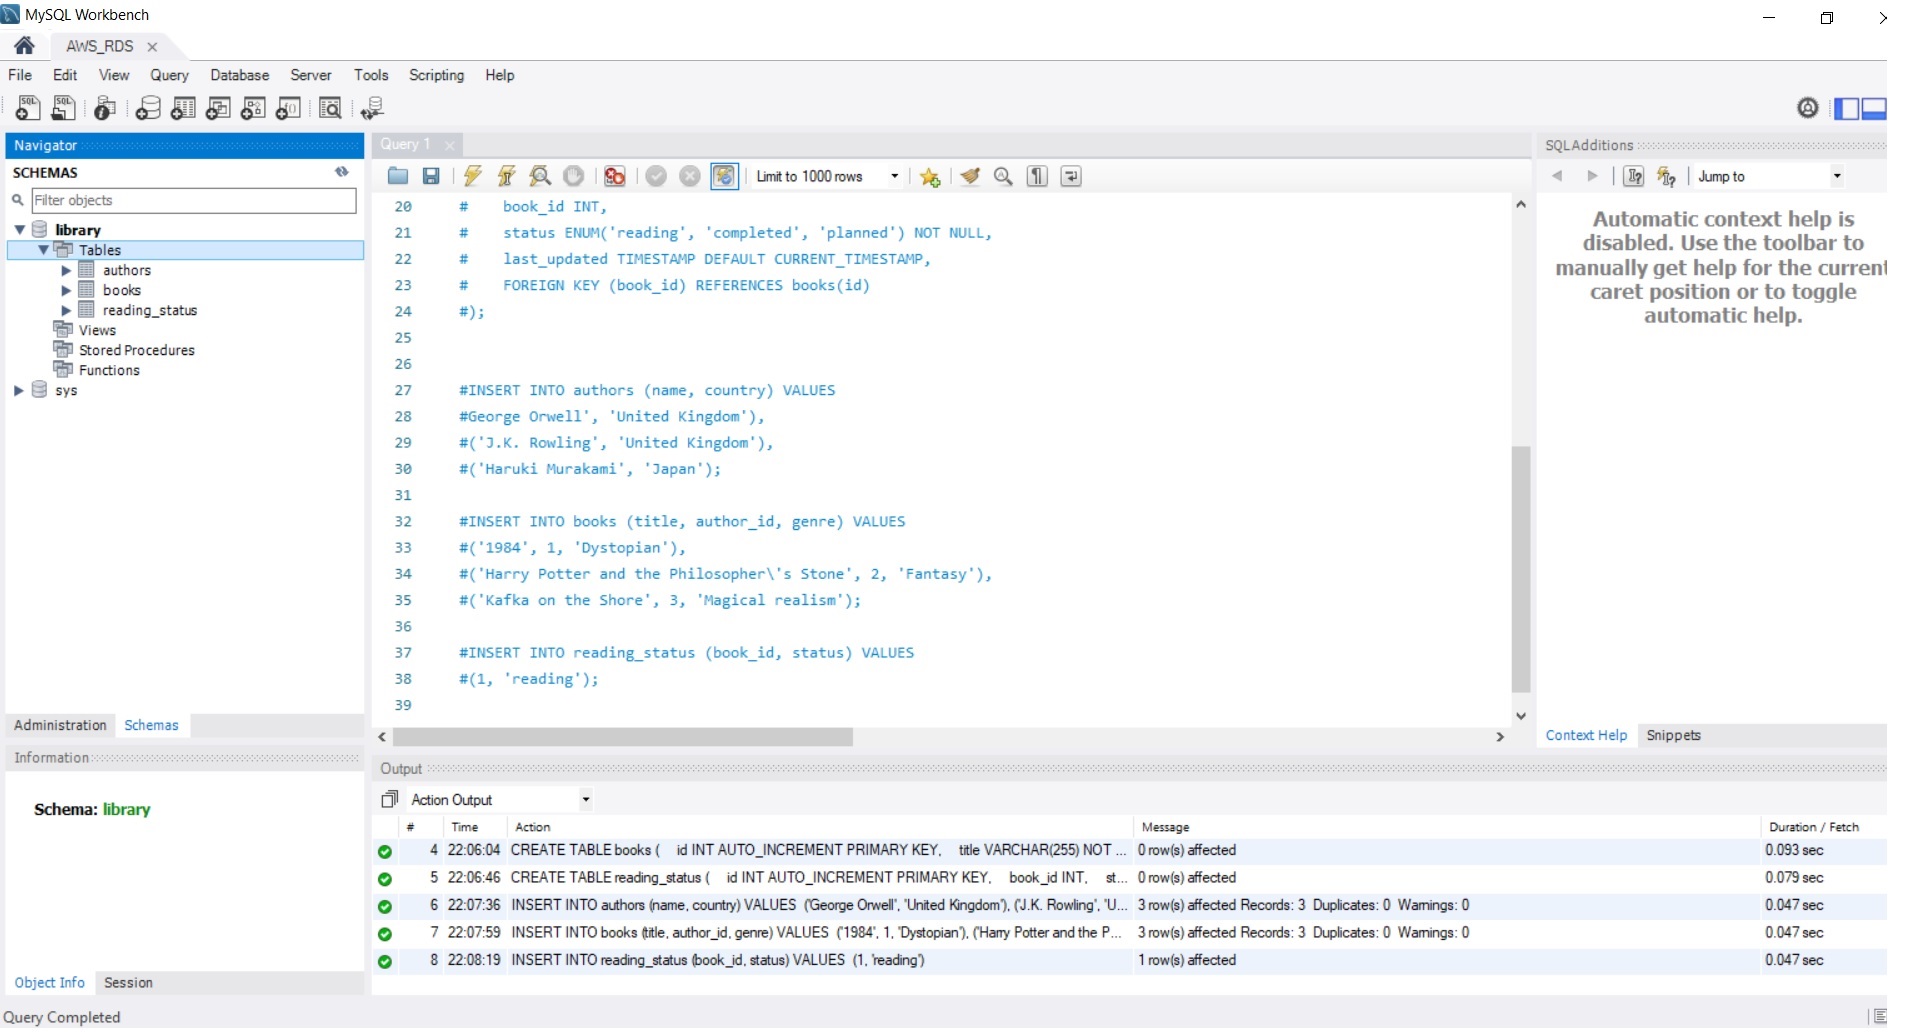 MySQL Workbench
AWS_RDS
File Edit View Query Database Server Tools Scripting Help
Navigator
SCHEMAS
Filter objects
library
Tables
authors
books
reading_status
Views
Stored Procedures
Functions
sys
Administration Schemas
Information
Schema: library
Object Info Session
Query 1
Limit to 1000 rows
20 # book_id INT,
21 # status ENUM('reading', 'completed', 'planned') NOT NULL,
22 # last_updated TIMESTAMP DEFAULT CURRENT_TIMESTAMP,
23 # FOREIGN KEY (book_id) REFERENCES books(id)
24 #);
25
26
27 #INSERT INTO authors (name, country) VALUES
28 #George Orwell', 'United Kingdom'),
29 #('J.K. Rowling', 'United Kingdom'),
30 #('Haruki Murakami', 'Japan');
31
32 #INSERT INTO books (title, author_id, genre) VALUES
33 #('1984', 1, 'Dystopian'),
34 #('Harry Potter and the Philosopher\'s Stone', 2, 'Fantasy'),
35 #('Kafka on the Shore', 3, 'Magical realism');
36
37 #INSERT INTO reading_status (book_id, status) VALUES
38 #(1, 'reading');
39
SQLAdditions
Jump to
Automatic context help is
disabled. Use the toolbar to
manually get help for the current
caret position or to toggle
automatic help.
Context Help Snippets
Output
Action Output
# Time Action Message Duration / Fetch
4 22:06:04 CREATE TABLE books ( id INT AUTO_INCREMENT PRIMARY KEY, title VARCHAR(255) NOT ... 0 row(s) affected 0.093 sec
5 22:06:46 CREATE TABLE reading_status ( id INT AUTO_INCREMENT PRIMARY KEY, book_id INT, st... 0 row(s) affected 0.079 sec
6 22:07:36 INSERT INTO authors (name, country) VALUES ('George Orwell', 'United Kingdom'), ('J.K. Rowling', 'U... 3 row(s) affected Records: 3 Duplicates: 0 Warnings: 0 0.047 sec
7 22:07:59 INSERT INTO books (title, author_id, genre) VALUES ('1984', 1, 'Dystopian'), ('Harry Potter and the P... 3 row(s) affected Records: 3 Duplicates: 0 Warnings: 0 0.047 sec
8 22:08:19 INSERT INTO reading_status (book_id, status) VALUES (1, 'reading') 1 row(s) affected 0.047 sec
Query Completed